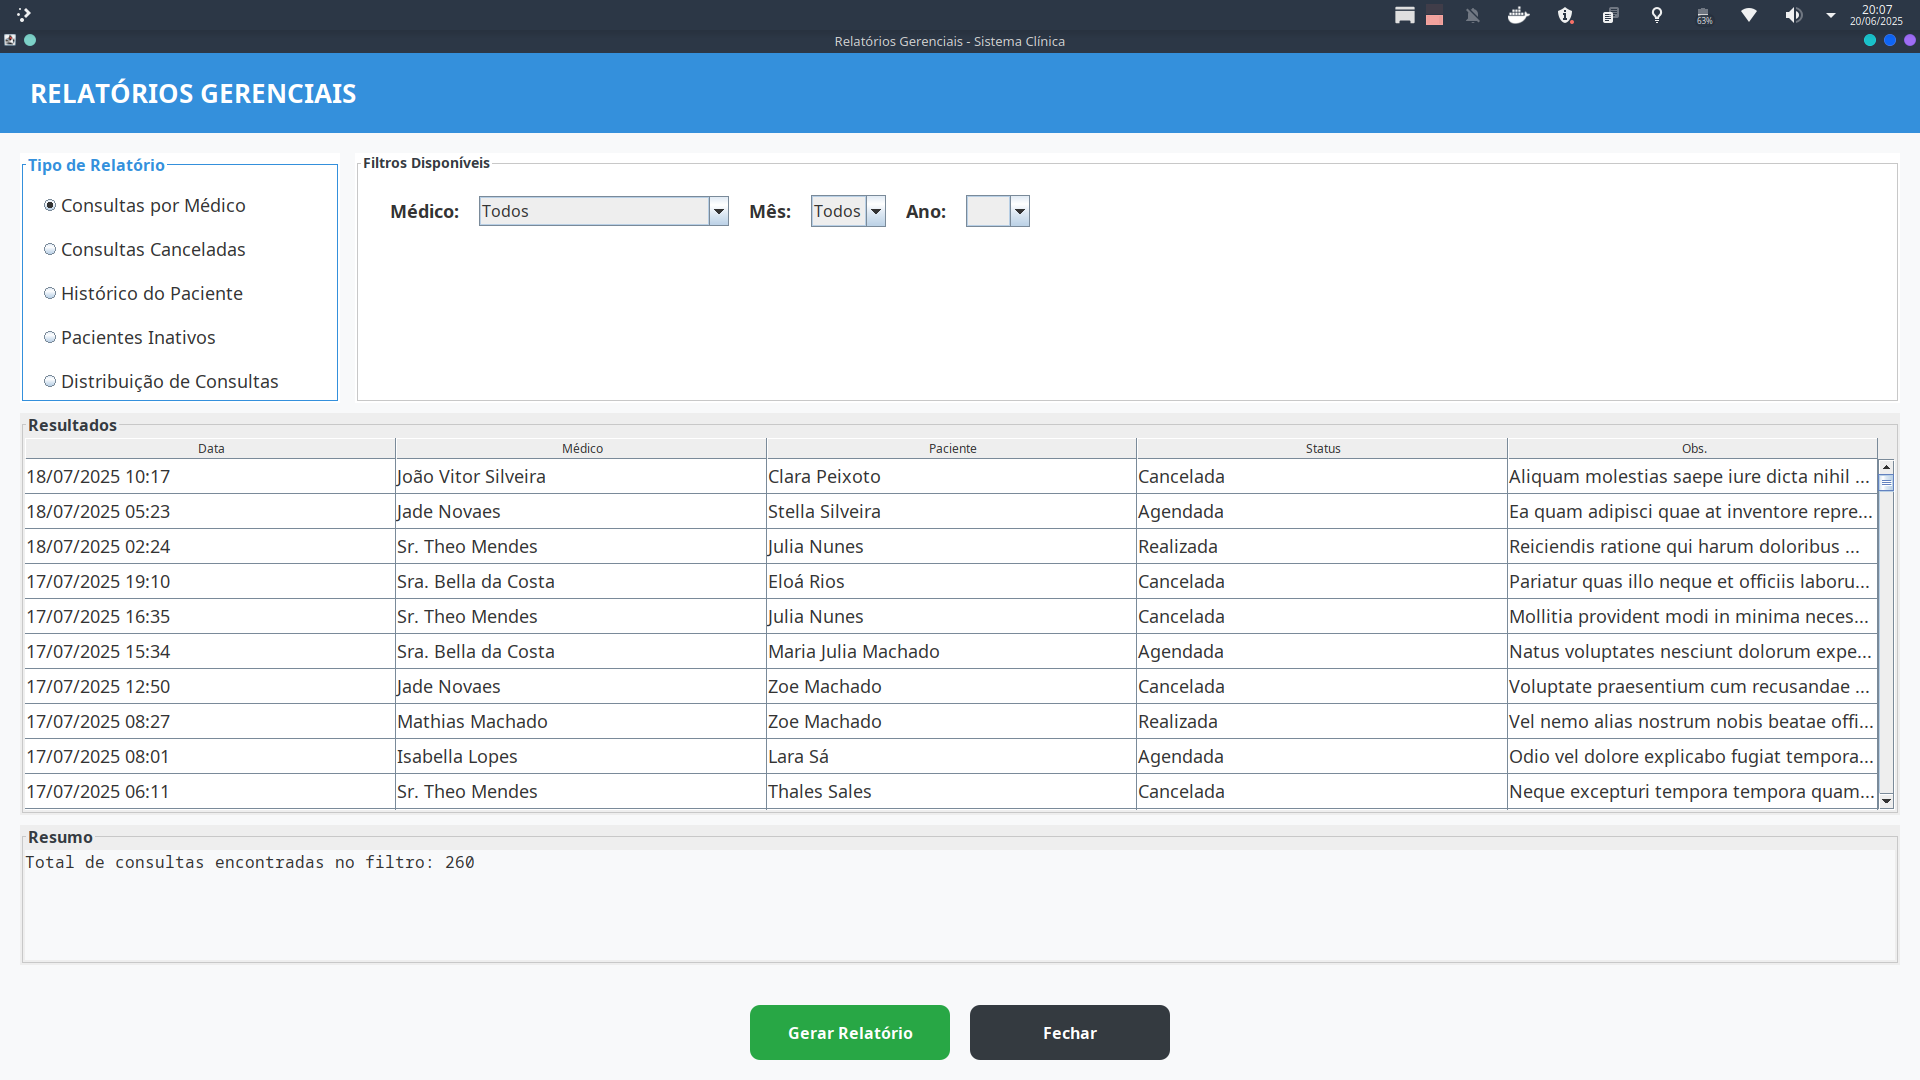 20:07
63%
20/06/2025
Relatórios Gerenciais - Sistema Clínica
RELATÓRIOS GERENCIAIS
Tipo de Relatório
Consultas por Médico
Consultas Canceladas
Histórico do Paciente
Pacientes Inativos
Distribuição de Consultas
Filtros Disponíveis
Médico: Todos Mês: Todos Ano:
Resultados
Data Médico Paciente Status Obs.
18/07/2025 10:17 João Vitor Silveira Clara Peixoto Cancelada Aliquam molestias saepe iure dicta nihil ...
18/07/2025 05:23 Jade Novaes Stella Silveira Agendada Ea quam adipisci quae at inventore repre...
18/07/2025 02:24 Sr. Theo Mendes Julia Nunes Realizada Reiciendis ratione qui harum doloribus ...
17/07/2025 19:10 Sra. Bella da Costa Eloá Rios Cancelada Pariatur quas illo neque et officiis laboru...
17/07/2025 16:35 Sr. Theo Mendes Julia Nunes Cancelada Mollitia provident modi in minima neces...
17/07/2025 15:34 Sra. Bella da Costa Maria Julia Machado Agendada Natus voluptates nesciunt dolorum expe...
17/07/2025 12:50 Jade Novaes Zoe Machado Cancelada Voluptate praesentium cum recusandae ...
17/07/2025 08:27 Mathias Machado Zoe Machado Realizada Vel nemo alias nostrum nobis beatae offi...
17/07/2025 08:01 Isabella Lopes Lara Sá Agendada Odio vel dolore explicabo fugiat tempora...
17/07/2025 06:11 Sr. Theo Mendes Thales Sales Cancelada Neque excepturi tempora tempora quam...
Resumo
Total de consultas encontradas no filtro: 260
Gerar Relatório Fechar